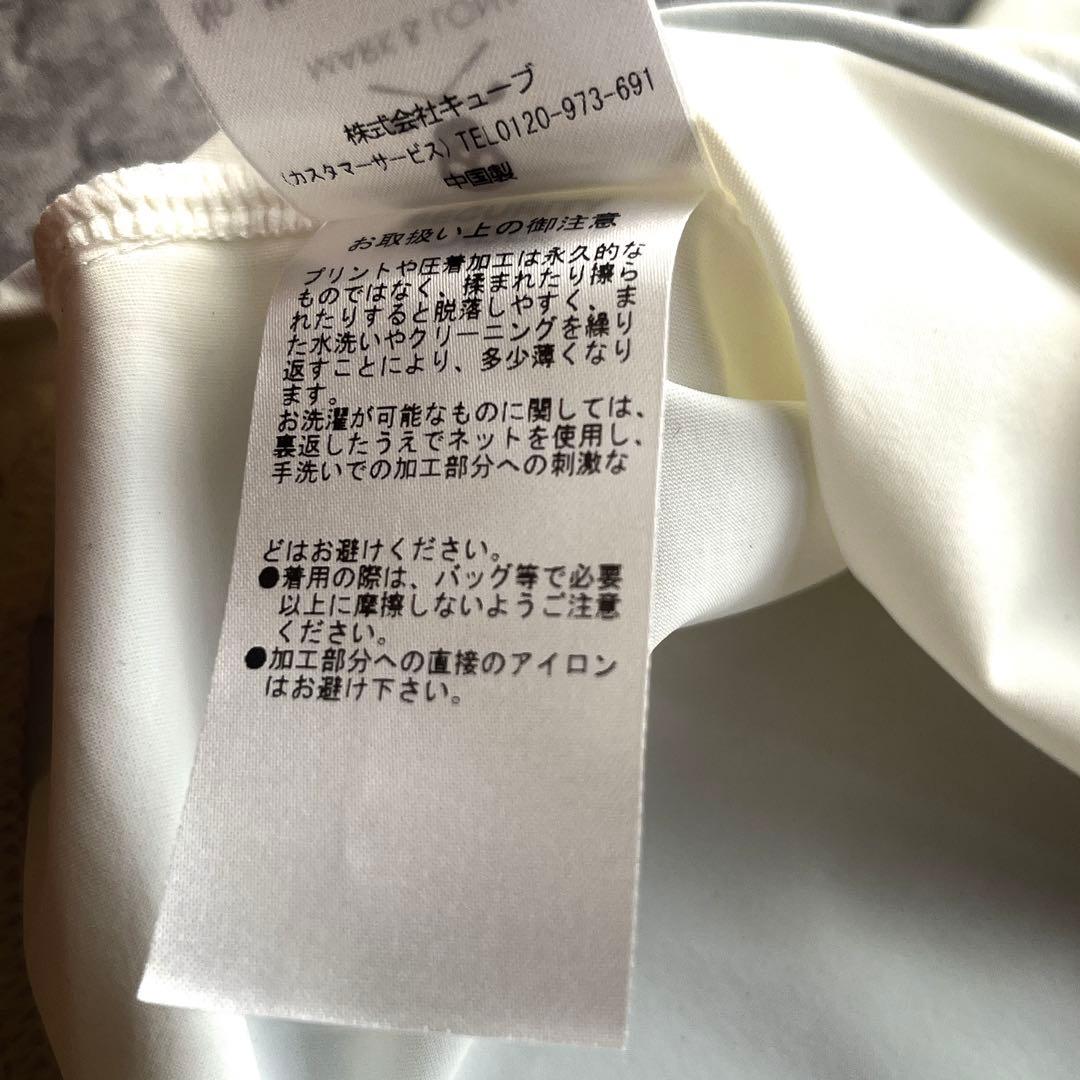 MARK & LONA
株式会社キューブ
(カスタマーサービス) TEL0120-973-691
中国製
お取扱い上の御注意
プリントや圧着加工は永久的な
ものではなく、揉まれたり擦ら
れたりすると脱落しやすく、ま
た水洗いやクリーニングを繰り
返すことにより、多少薄くなり
ます。
お洗濯が可能なものに関しては、
裏返したうえでネットを使用し、
手洗いでの加工部分への刺激な
どはお避けください。
●着用の際は、バッグ等で必要
以上に摩擦しないようご注意
ください。
●加工部分への直接のアイロン
はお避け下さい。